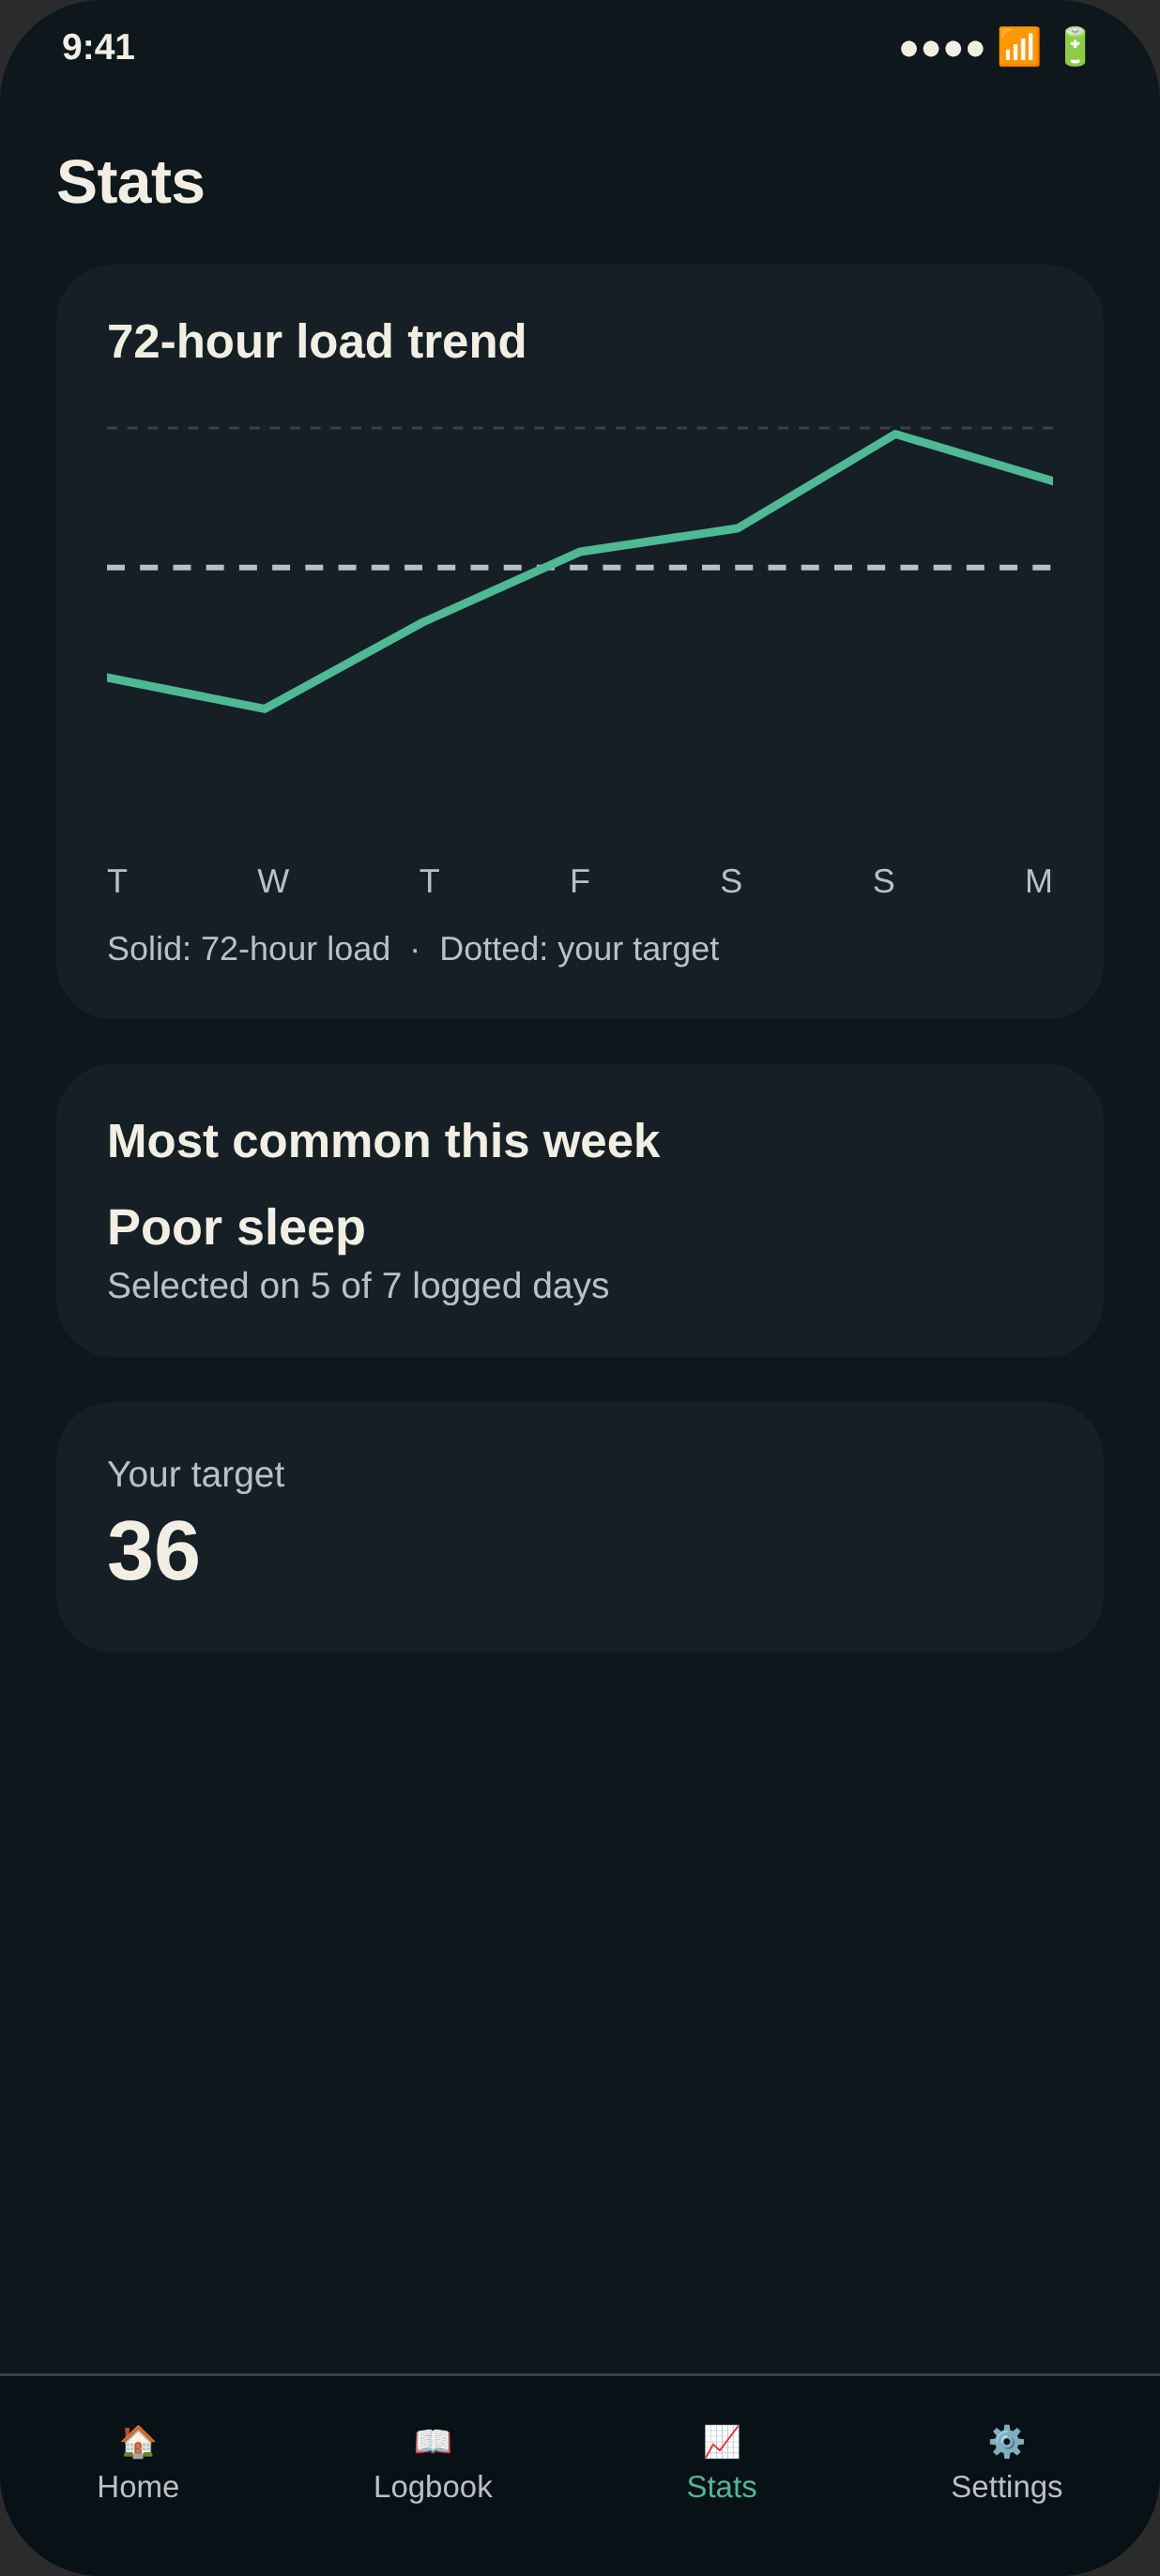 9:41
Stats
72-hour load trend
T W T F S S M
Solid: 72-hour load · Dotted: your target
Most common this week
Poor sleep
Selected on 5 of 7 logged days
Your target
36
Home Logbook Stats Settings